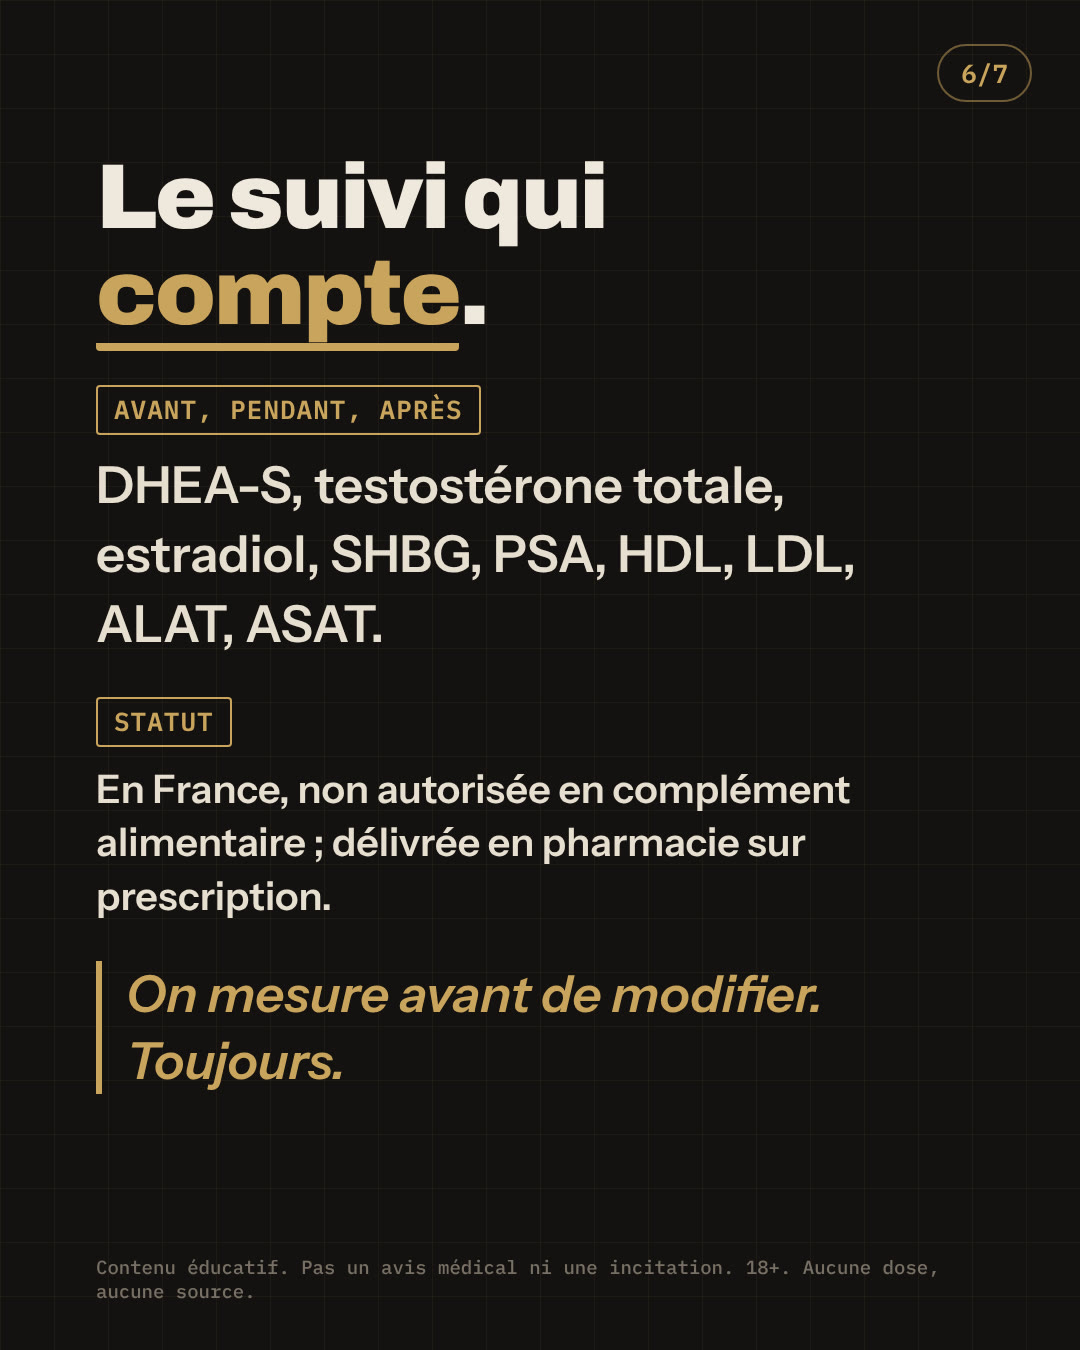 6/7
Le suivi qui
compte.
AVANT, PENDANT, APRÈS
DHEA-S, testostérone totale,
estradiol, SHBG, PSA, HDL, LDL,
ALAT, ASAT.
STATUT
En France, non autorisée en complément
alimentaire ; délivrée en pharmacie sur
prescription.
On mesure avant de modifier.
Toujours.
Contenu éducatif. Pas un avis médical ni une incitation. 18+. Aucune dose,
aucune source.